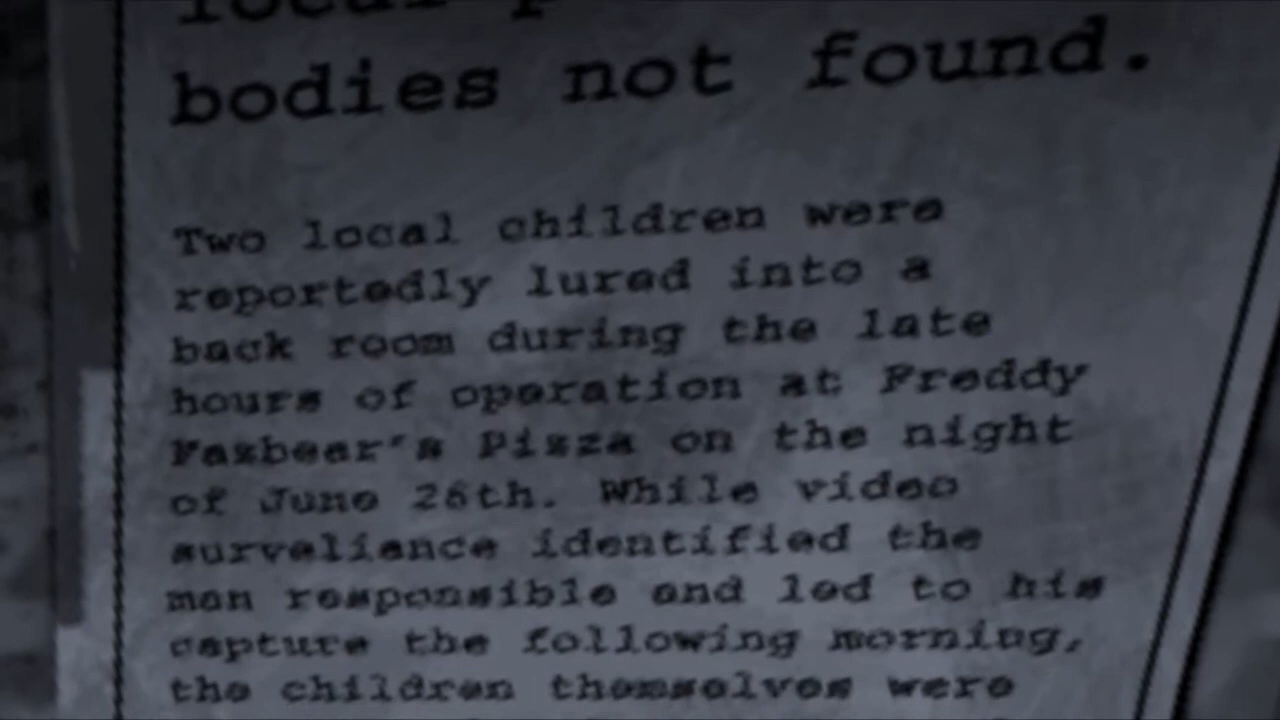 local p
bodies not found.
Two local children were
reportedly lured into a
back room during the late
hours of operation at Freddy
Fazbear's Pizza on the night
of June 26th. While video
surveliance identified the
man responsible and led to his
capture the following morning,
the children themselves were